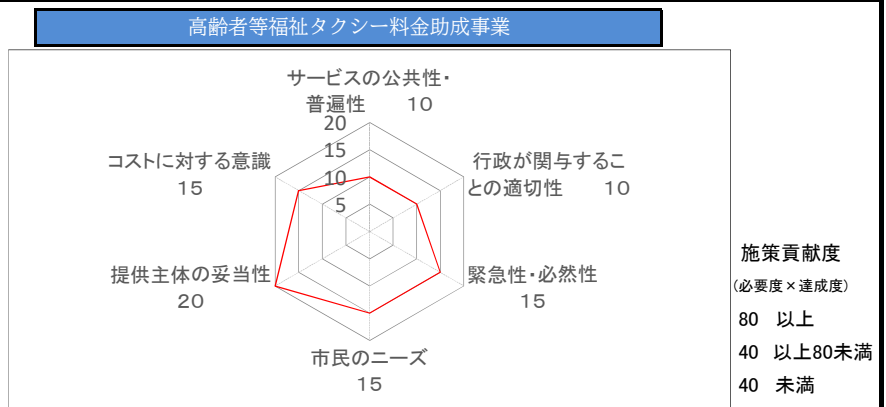 高齢者等福祉タクシー料金助成事業
サービスの公共性・
普遍性 10
20
15
10
5
コストに対する意識
15
行政が関与するこ
との適切性 10
提供主体の妥当性
20
緊急性・必然性
15
市民のニーズ
15
施策貢献度
(必要度×達成度)
80 以上
40 以上80未満
40 未満